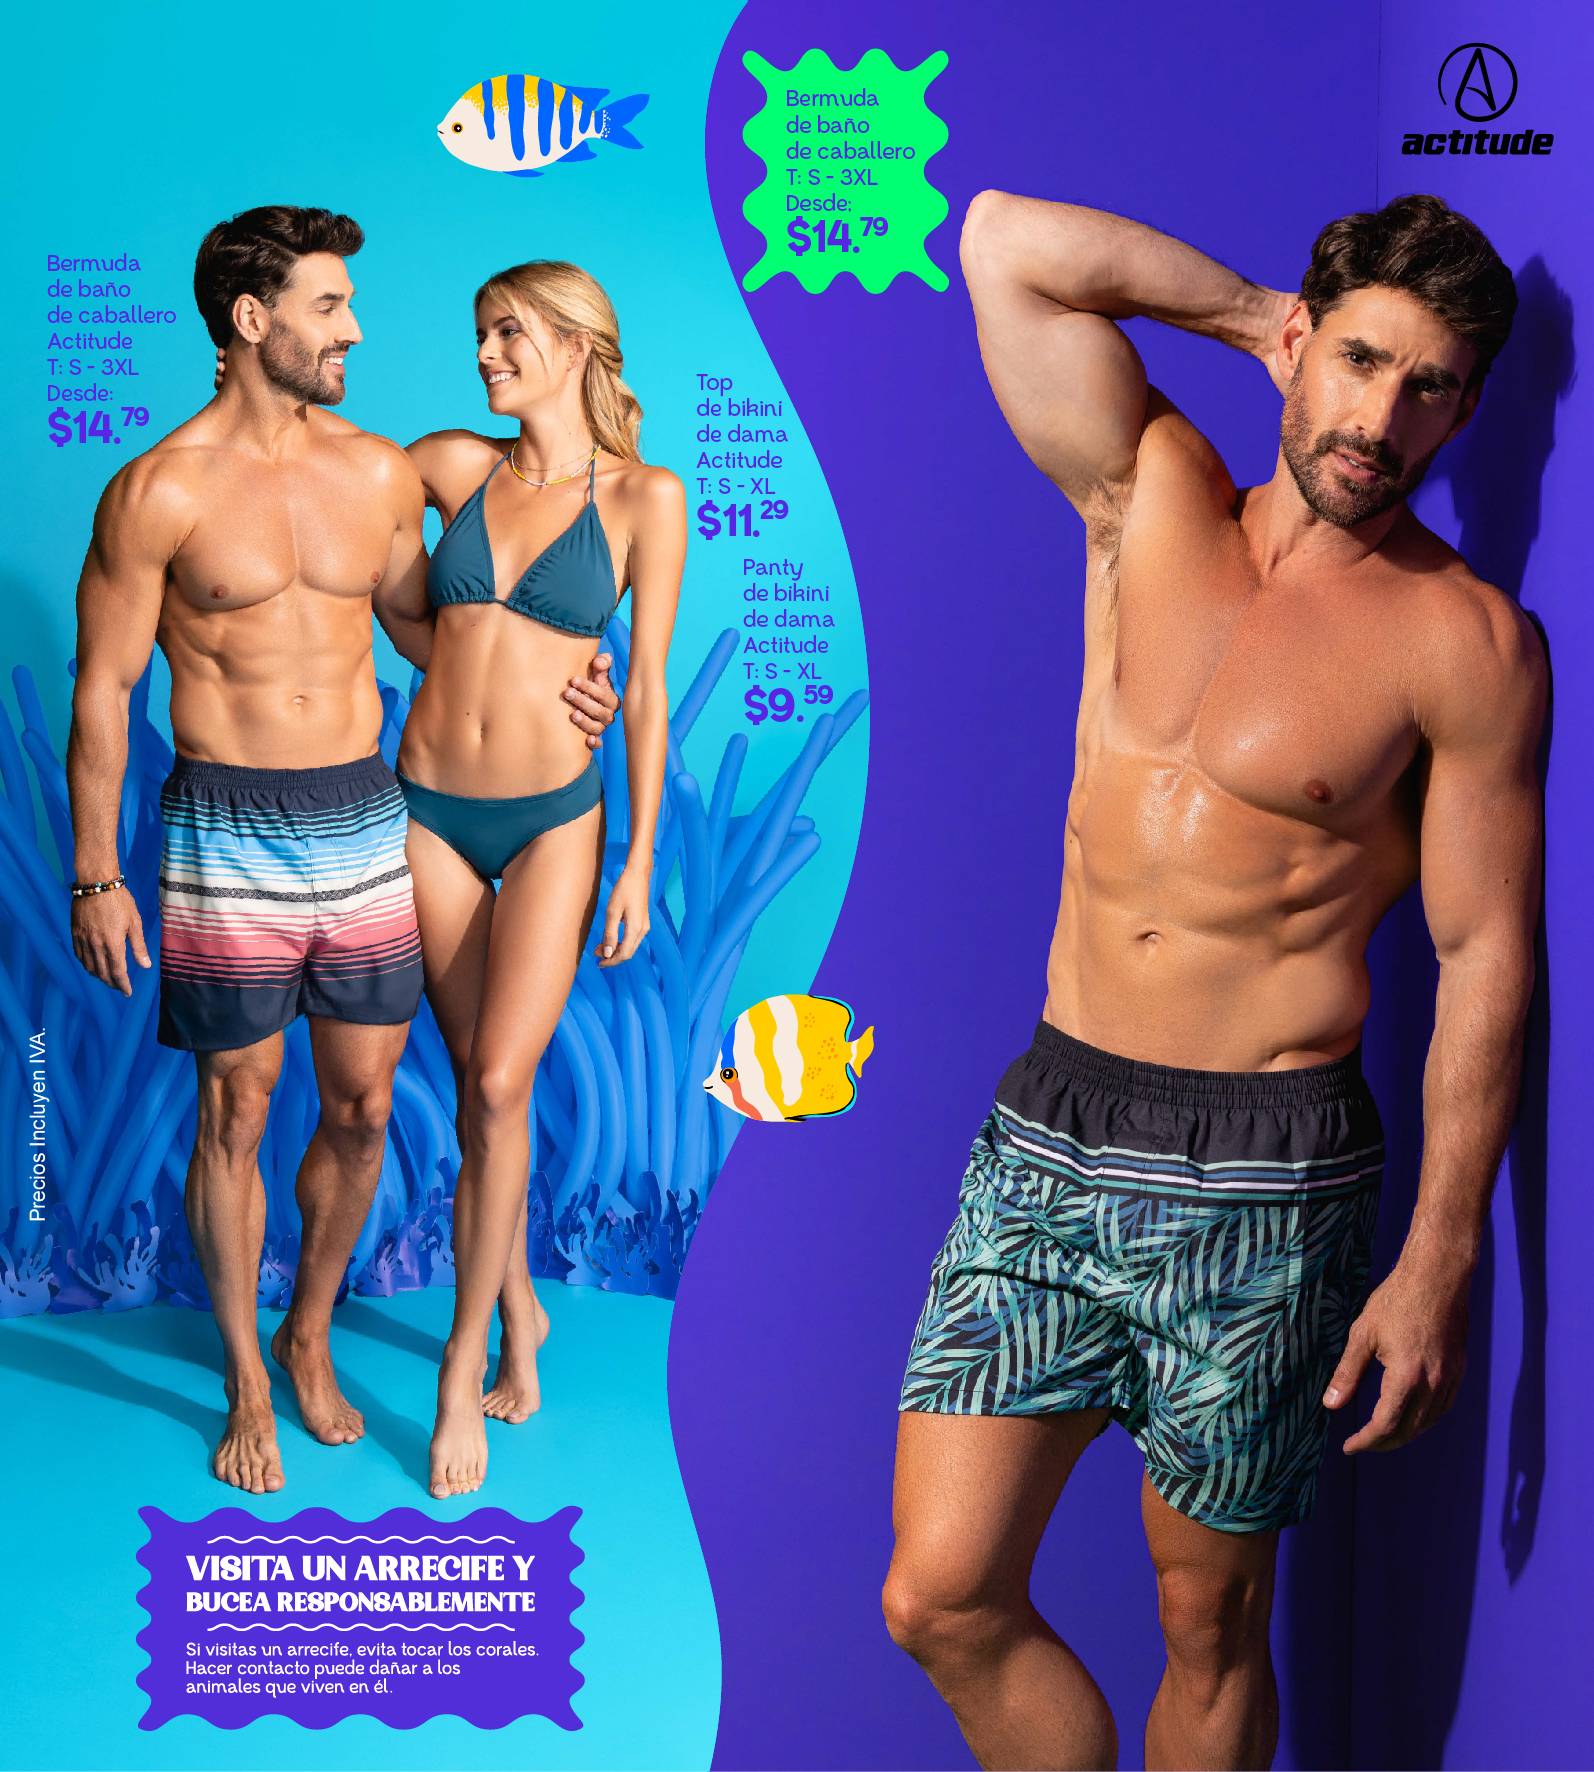 Bermuda
de baño
de caballero
Actitude
T: S - 3XL
Desde:
$14.79
Top
de bikini
de dama
Actitude
T: S - XL
$11.29
Panty
de bikini
de dama
Actitude
T: S - XL
$9.59
Bermuda
de baño
de caballero
T: S - 3XL
Desde:
$14.79
actitude
Precios Incluyen IVA.
VISITA UN ARRECIFE Y
BUCEA RESPONSABLEMENTE
Si visitas un arrecife, evita tocar los corales.
Hacer contacto puede dañar a los
animales que viven en él.